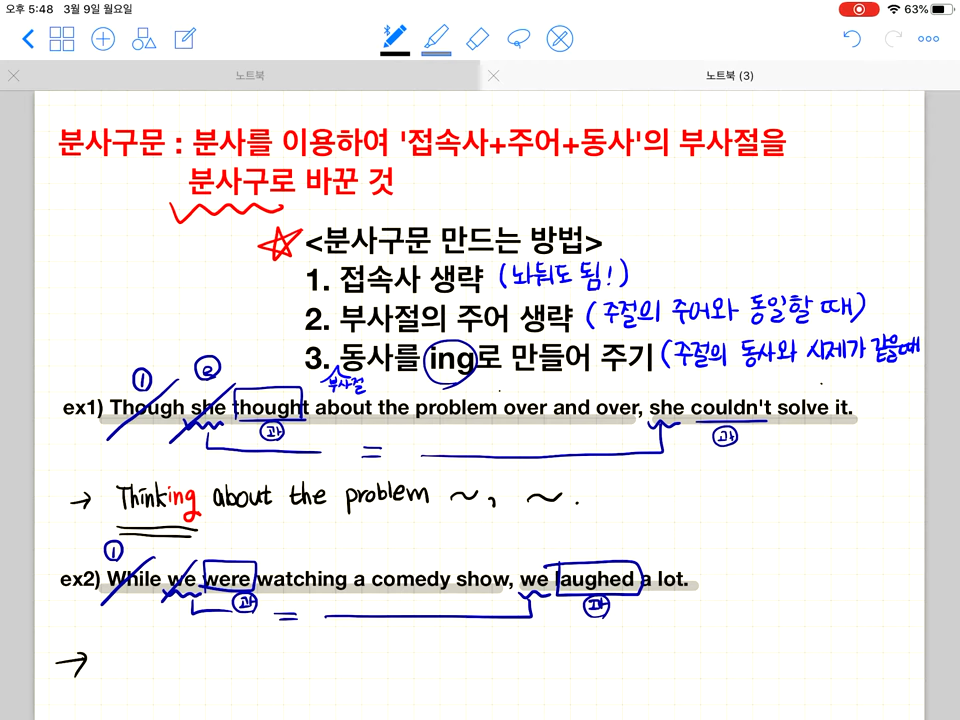 오후 5:48 3월 9일 월요일 63%
노트북 노트북 (3)
분사구문 : 분사를 이용하여 '접속사+주어+동사'의 부사절을
분사구로 바꾼 것
<분사구문 만드는 방법>
1. 접속사 생략 (놔둬도 됨!)
2. 부사절의 주어 생략 (주절의 주어와 동일할 때)
3. 동사를 ing로 만들어 주기 (주절의 동사와 시제가 같을때
부사절
① ②
ex1) Though she thought about the problem over and over, she couldn't solve it.
과 과
=
→ Thinking about the problem ~, ~.
①
ex2) While we were watching a comedy show, we laughed a lot.
과 = 과
→